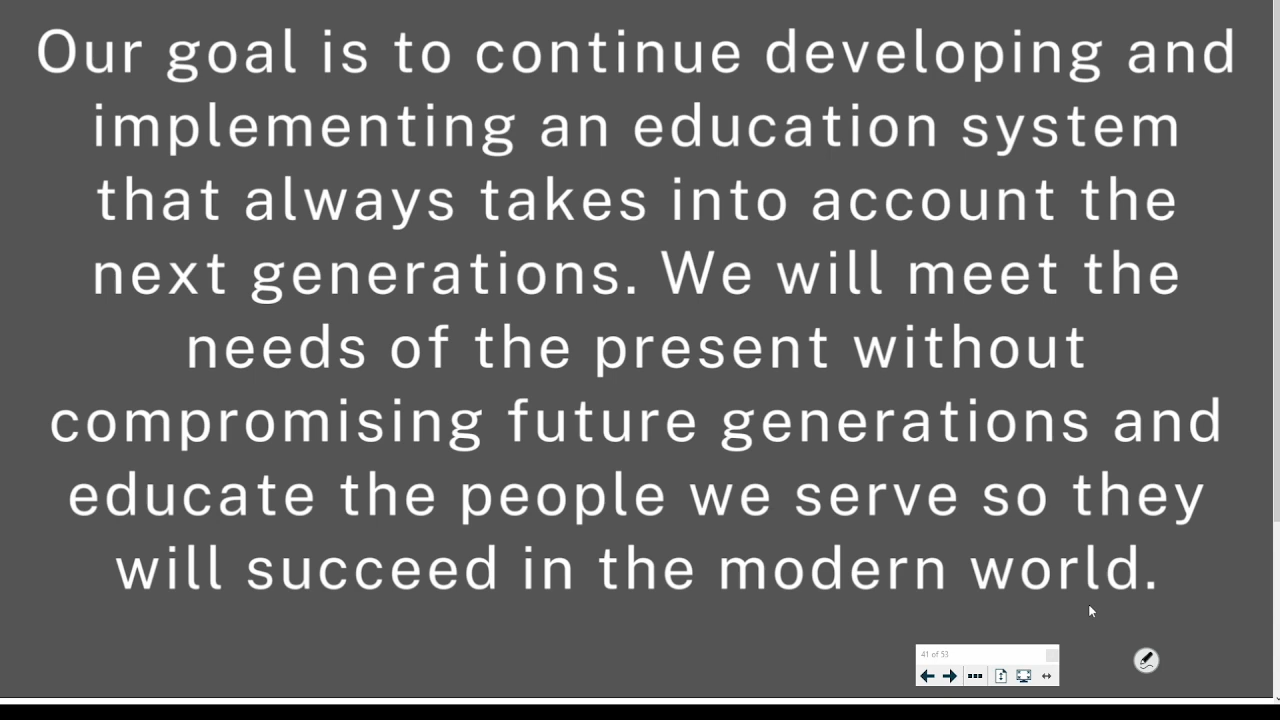 Our goal is to continue developing and
implementing an education system
that always takes into account the
next generations. We will meet the
needs of the present without
compromising future generations and
educate the people we serve so they
will succeed in the modern world.
41 of 53